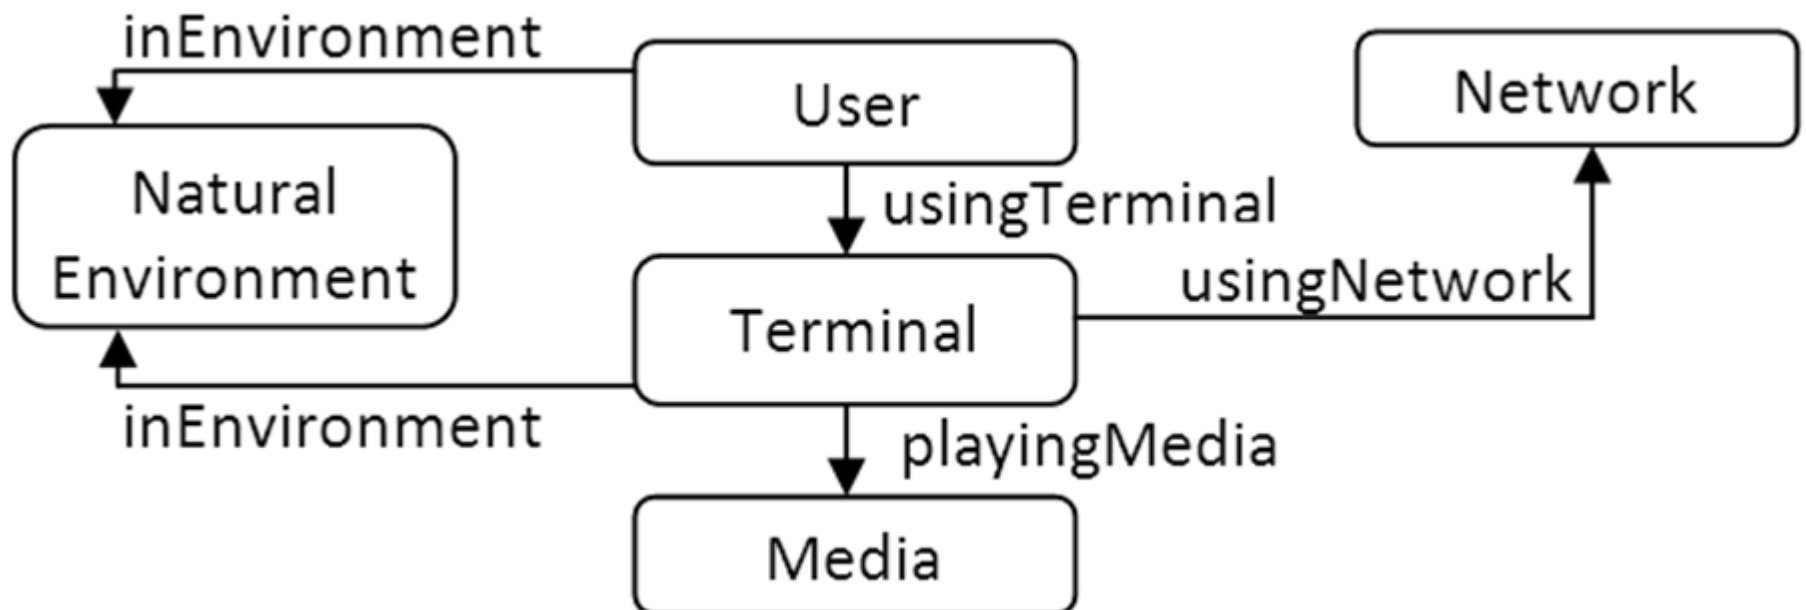 inEnvironment
User
Network
Natural
Environment
usingTerminal
usingNetwork
Terminal
inEnvironment
playingMedia
Media